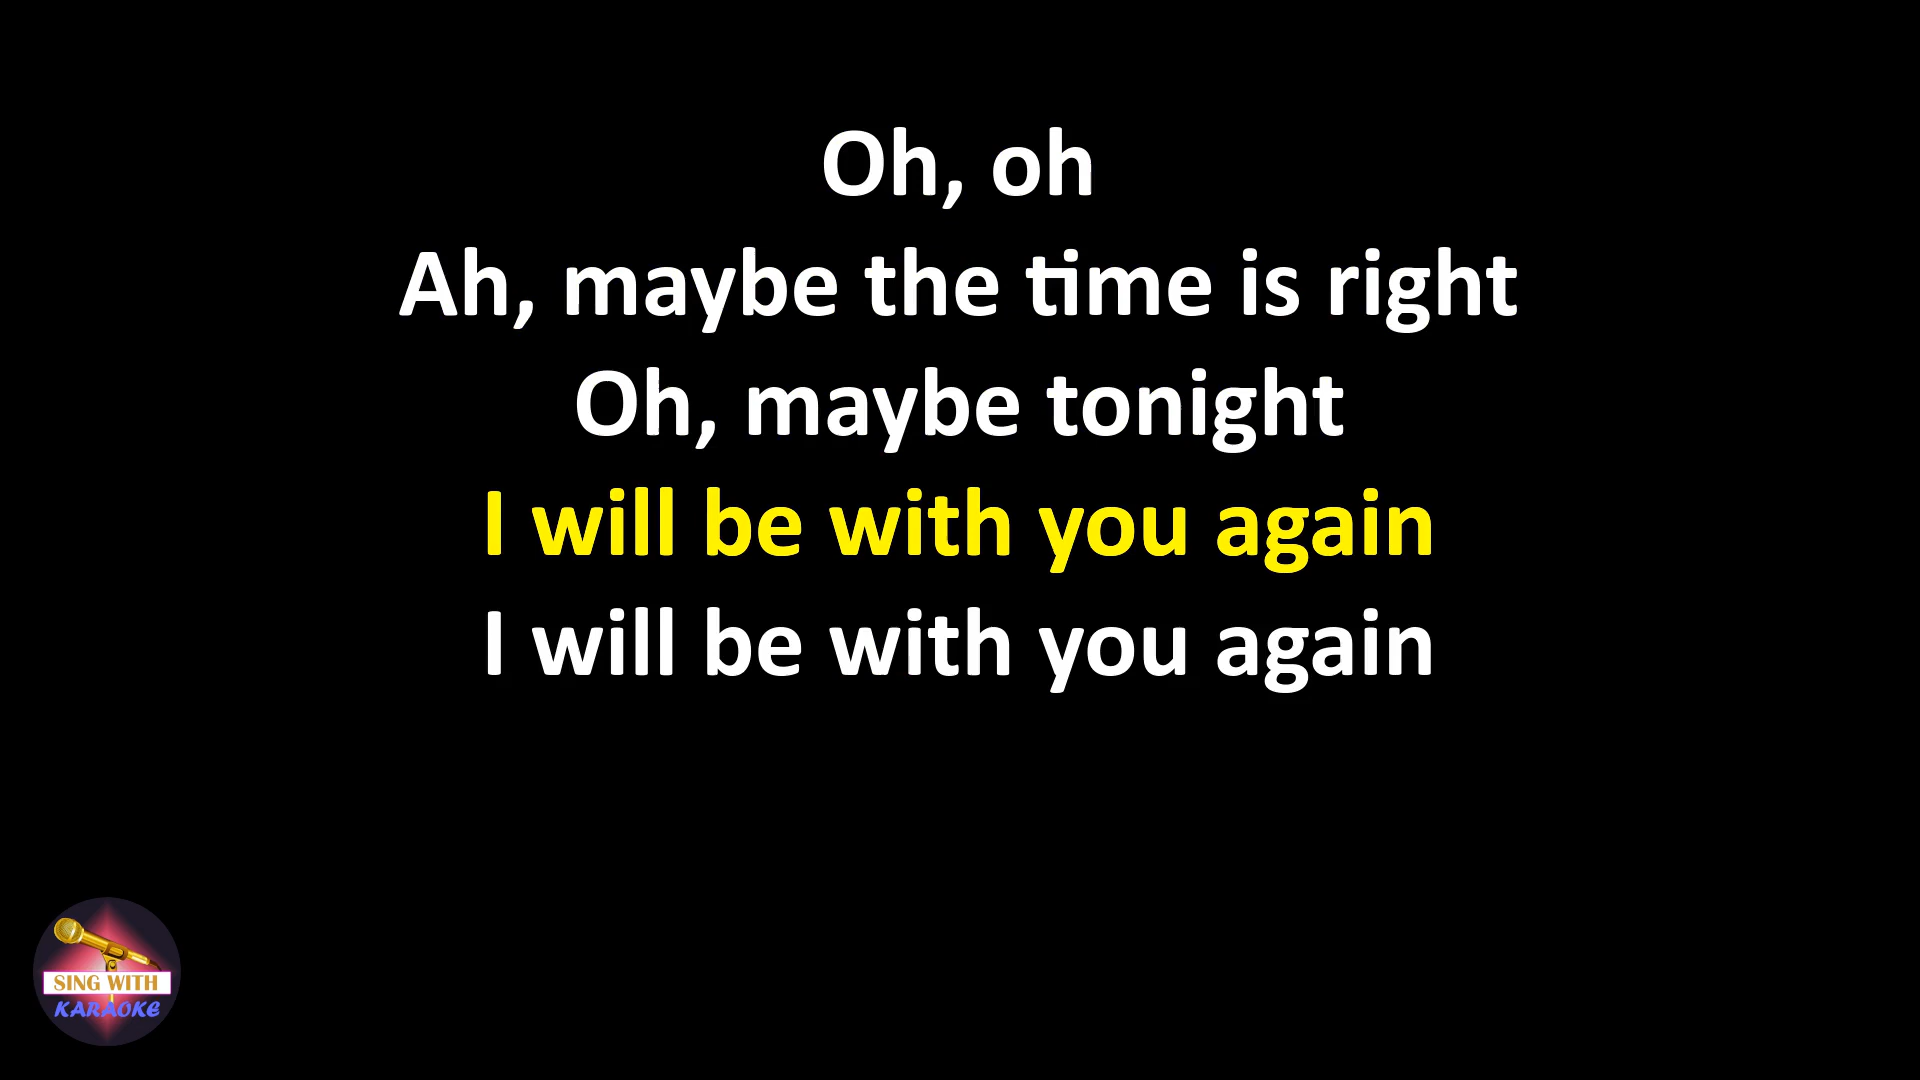 Oh, oh
Ah, maybe the time is right
Oh, maybe tonight
I will be with you again
I will be with you again
SING WITH
KARAOKE